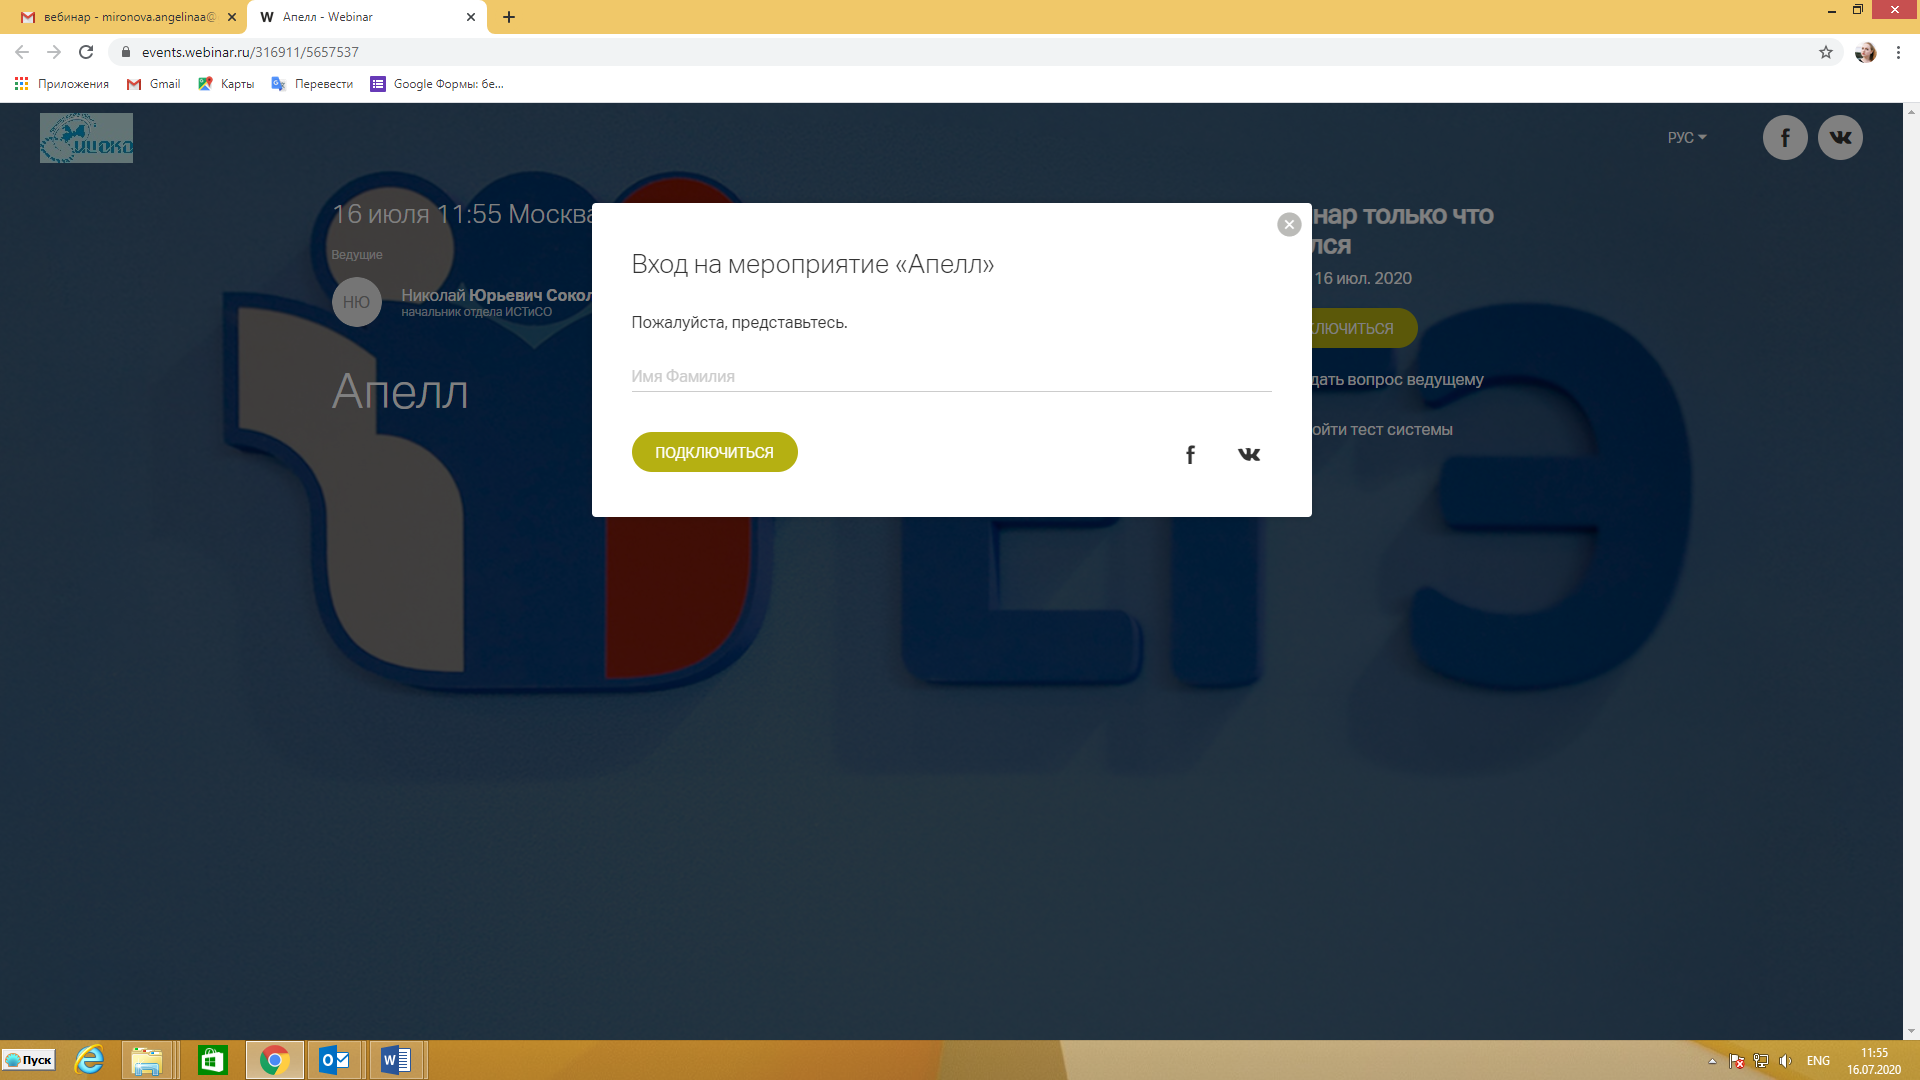 вебинар - mironova.angelinaa@
Апелл - Webinar
events.webinar.ru/316911/5657537
Приложения
Gmail
Карты
Перевести
Google Формы: бе...
РУС
16 июля 11:55 Москва
Ведущие
НЮ
Николай Юрьевич Сокол
начальник отдела ИСТиСО
Апелл
Вход на мероприятие «Апелл»
Пожалуйста, представьтесь.
Имя Фамилия
ПОДКЛЮЧИТЬСЯ
нар только что
лся
16 июл. 2020
КЛЮЧИТЬСЯ
дать вопрос ведущему
ойти тест системы
ЕГЭ
Пуск
ENG
11:55
16.07.2020